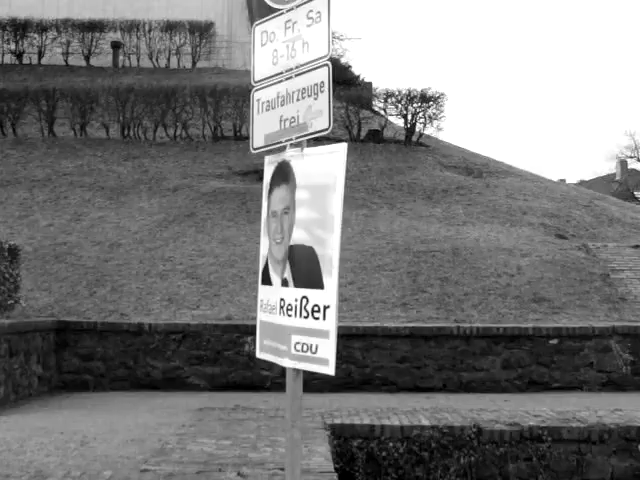 Do. Fr. Sa
8-16 h
Traufahrzeuge
frei
Rafael Reißer
CDU